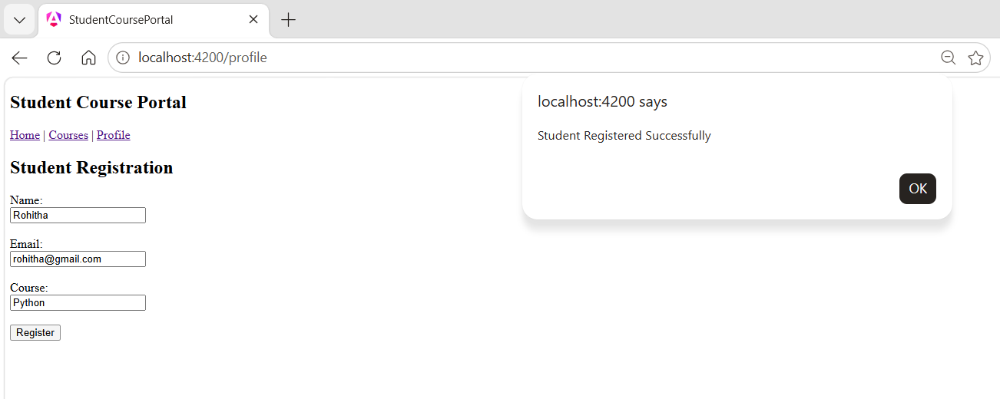 StudentCoursePortal
localhost:4200/profile
Student Course Portal
Home | Courses | Profile
Student Registration
Name:
Rohitha
Email:
rohitha@gmail.com
Course:
Python
Register
localhost:4200 says
Student Registered Successfully
OK